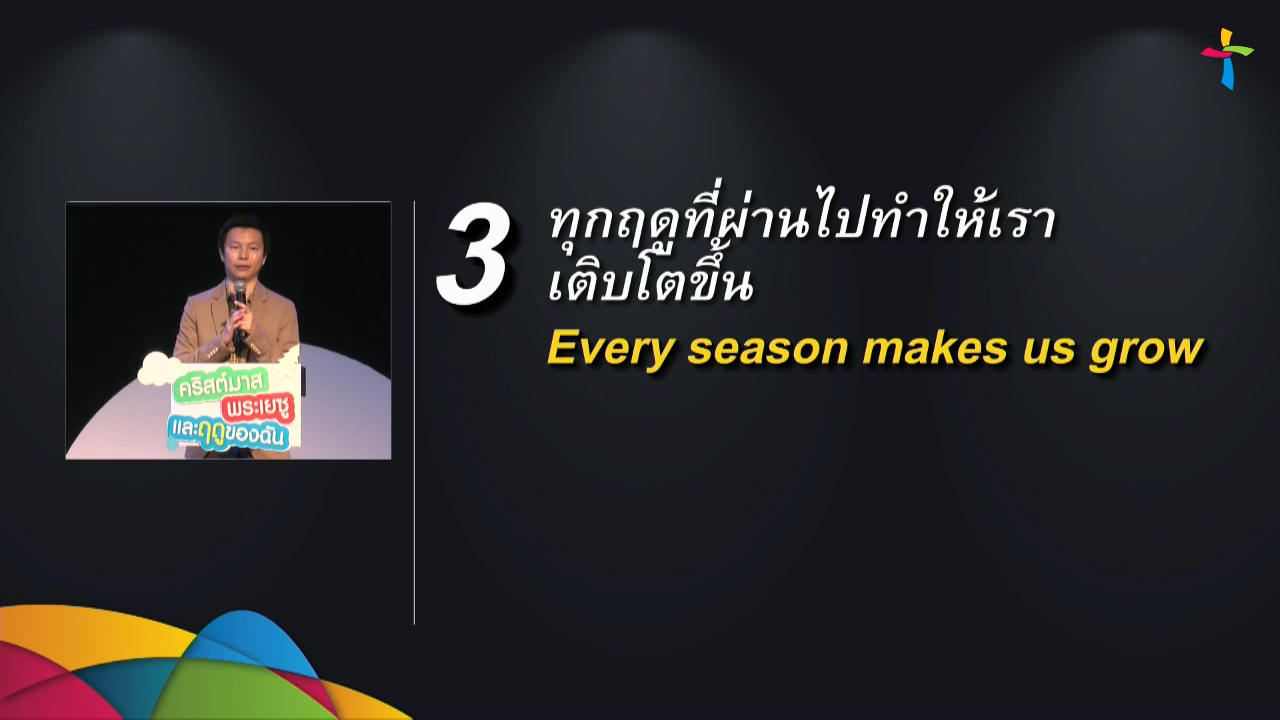 คริสต์มาส
พระเยซู
และฤดูของฉัน
3
ทุกฤดูที่ผ่านไปทำให้เรา
เติบโตขึ้น
Every season makes us grow